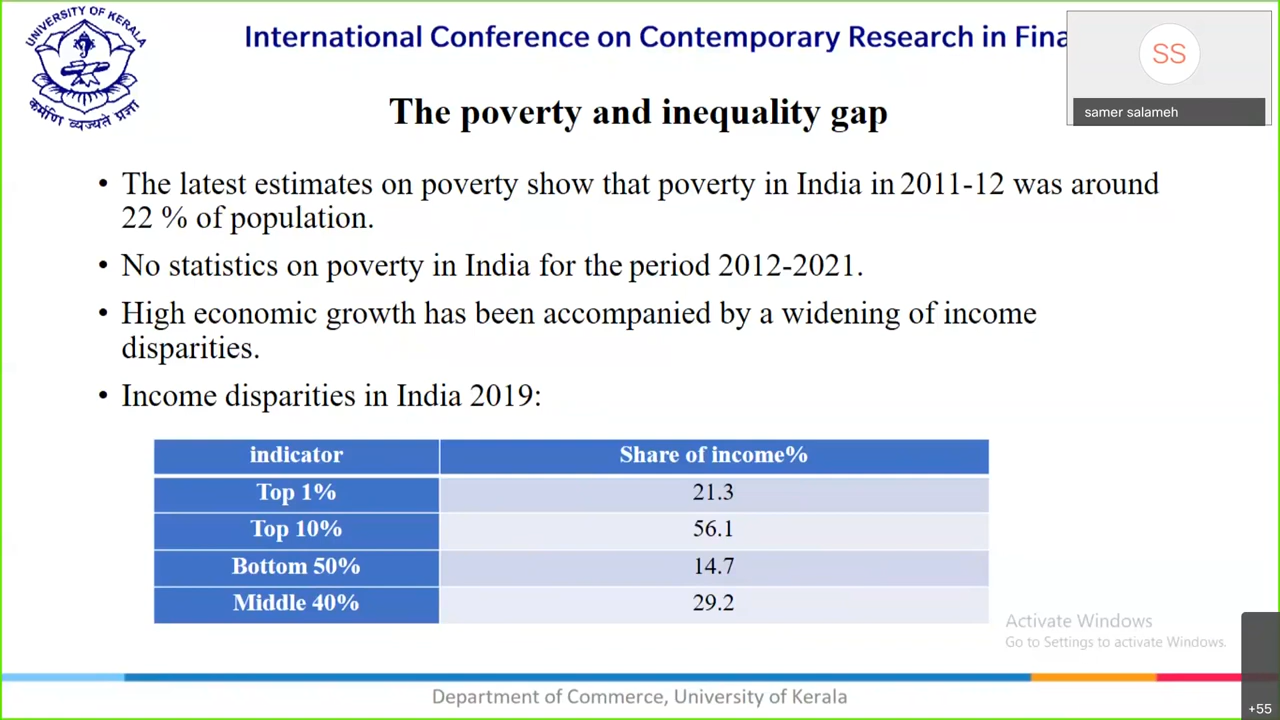 UNIVERSITY OF KERALA
कर्मणि व्यज्यते प्रज्ञा
International Conference on Contemporary Research in Fina
SS
samer salameh
The poverty and inequality gap
• The latest estimates on poverty show that poverty in India in 2011-12 was around
22 % of population.
• No statistics on poverty in India for the period 2012-2021.
• High economic growth has been accompanied by a widening of income
disparities.
• Income disparities in India 2019:
indicator Share of income%
Top 1% 21.3
Top 10% 56.1
Bottom 50% 14.7
Middle 40% 29.2
Activate Windows
Go to Settings to activate Windows.
Department of Commerce, University of Kerala
+55